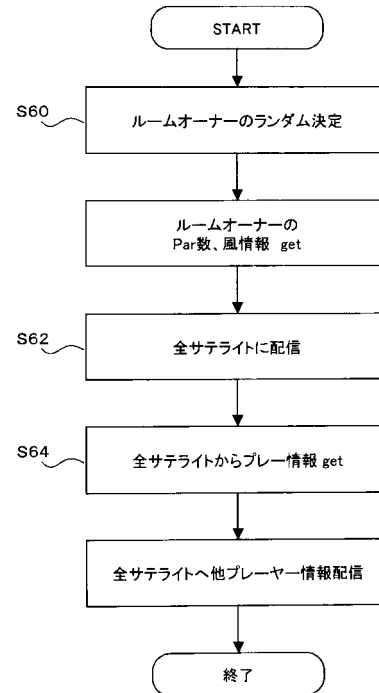 START
S60
ルームオーナーのランダム決定
ルームオーナーの
Par数、風情報 get
S62
全サテライトに配信
S64
全サテライトからプレー情報 get
全サテライトへ他プレーヤー情報配信
終了